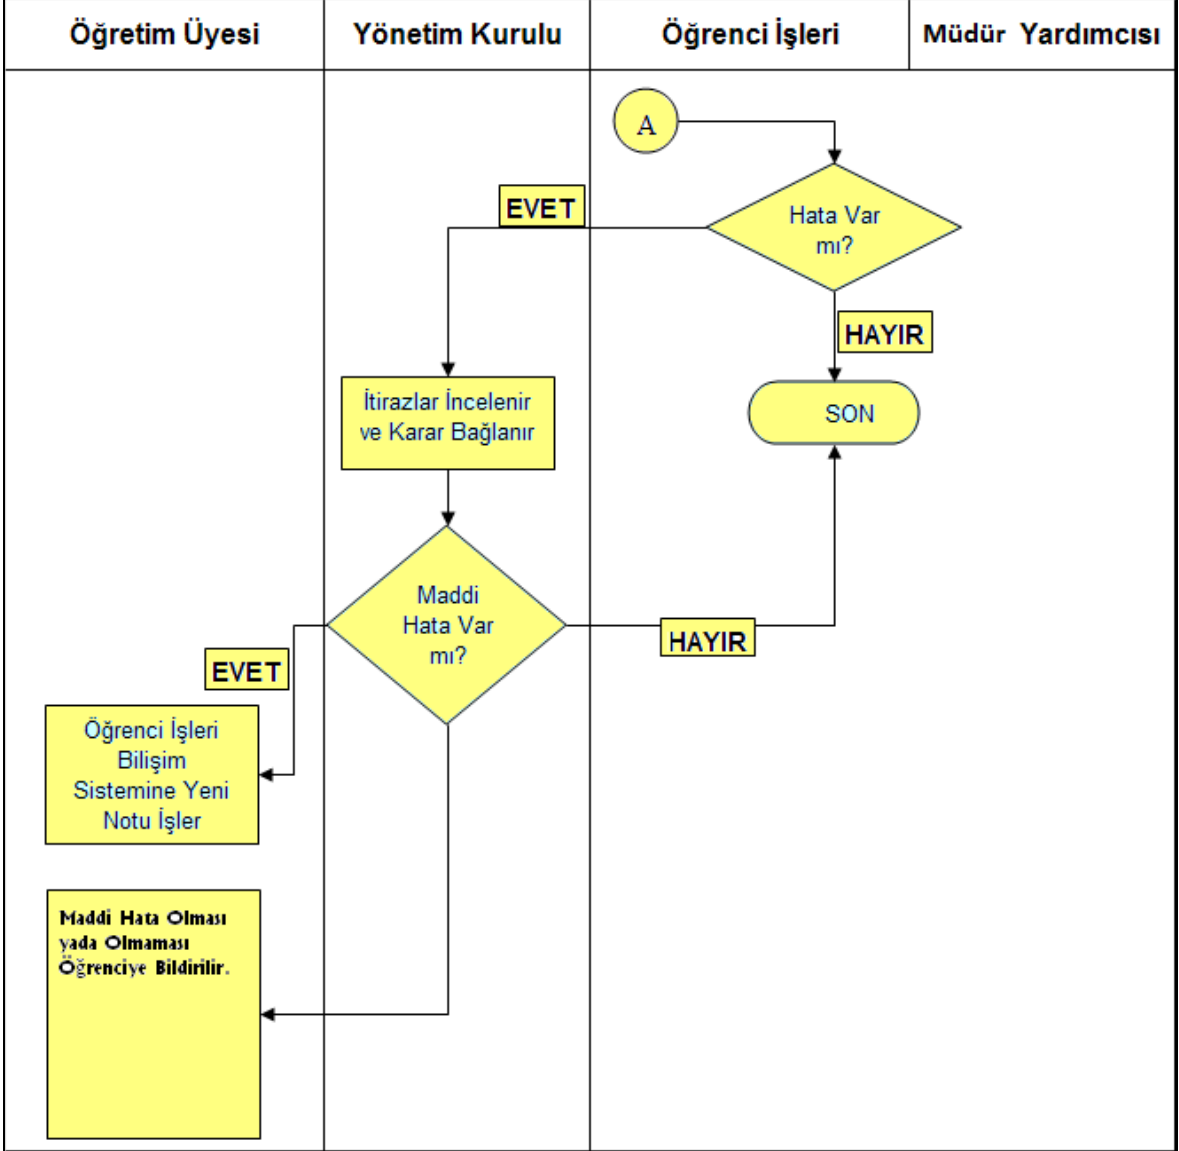 Öğretim Üyesi
Yönetim Kurulu
Öğrenci İşleri
Müdür Yardımcısı
A
Hata Var
mı?
EVET
HAYIR
İtirazlar İncelenir
ve Karar Bağlanır
SON
Maddi
Hata Var
mı?
HAYIR
EVET
Öğrenci İşleri
Bilişim
Sistemine Yeni
Notu İşler
Maddi Hata Olması
yada Olmaması
Öğrenciye Bildirilir.